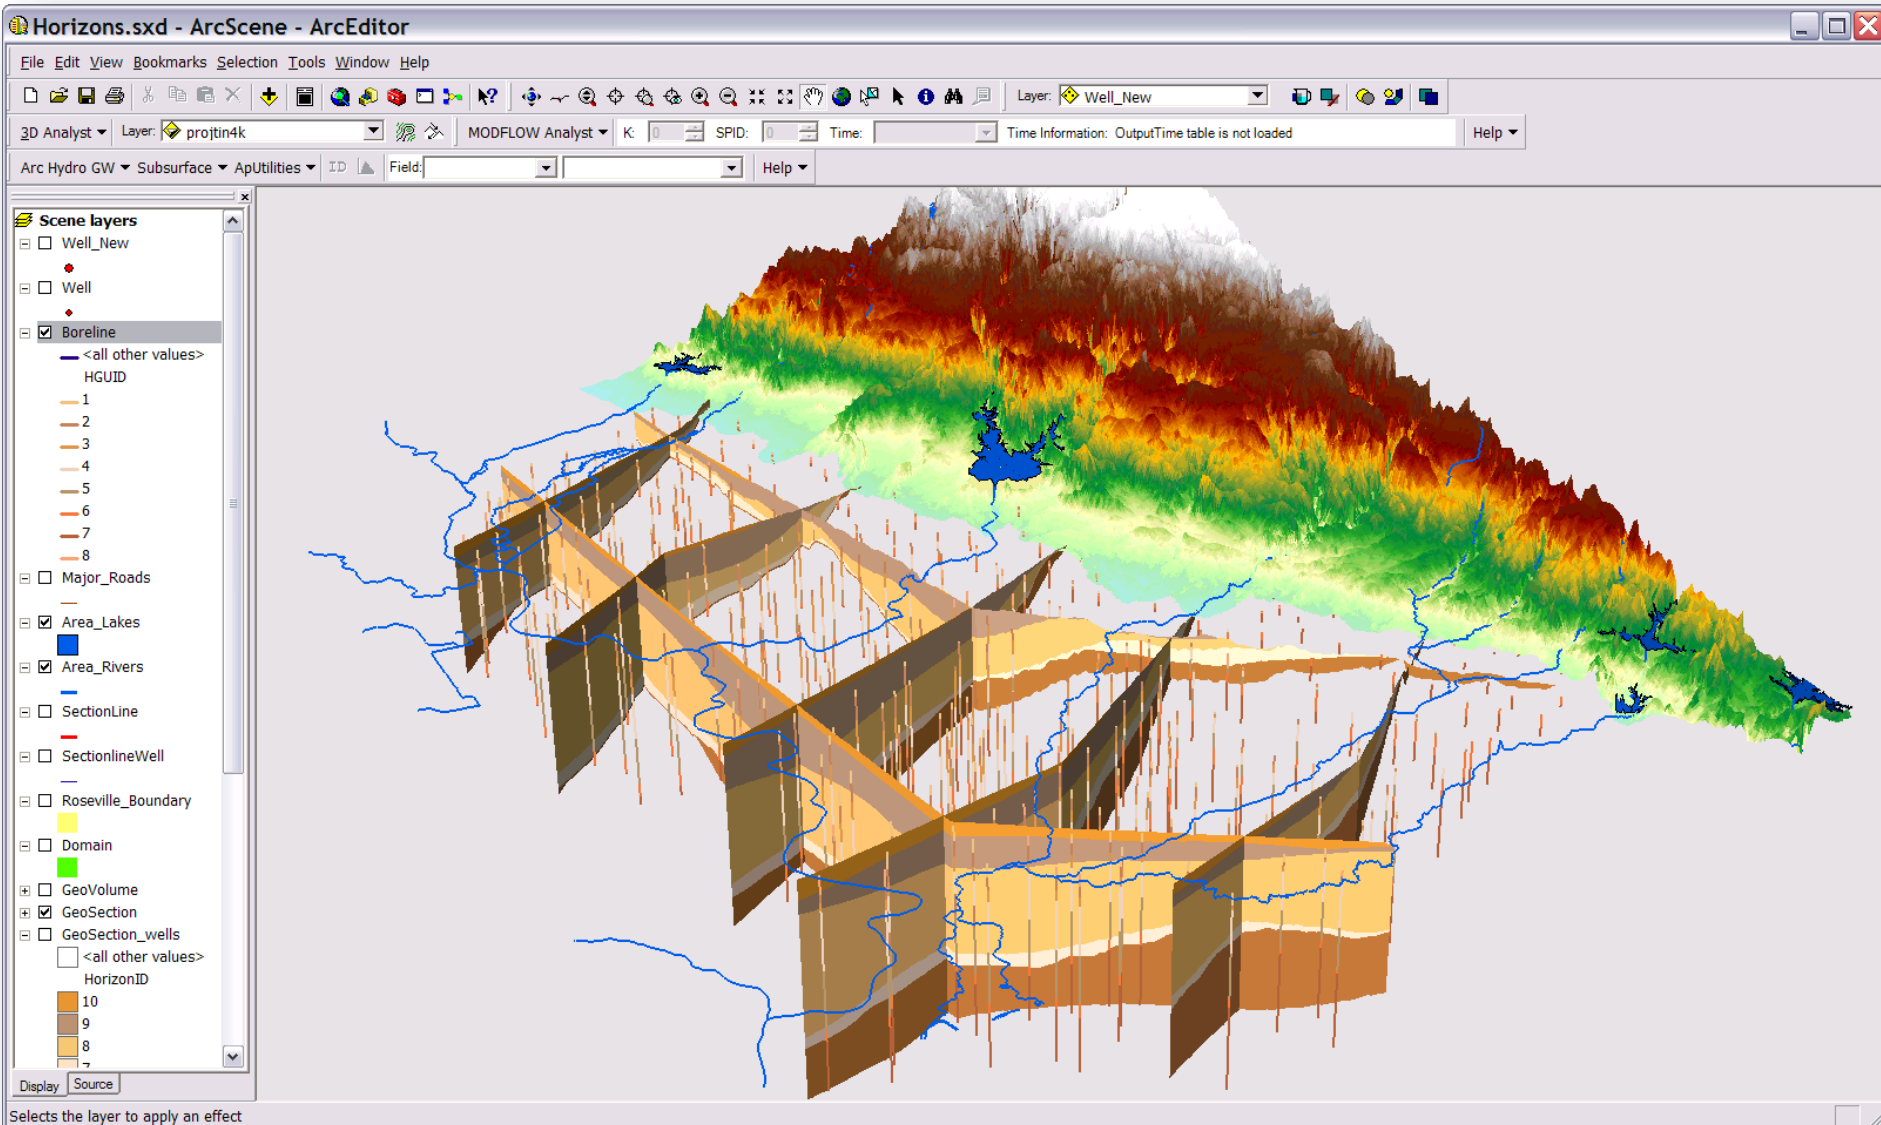 Horizons.sxd - ArcScene - ArcEditor
File Edit View Bookmarks Selection Tools Window Help
Layer: Well_New
3D Analyst Layer: projtin4k MODFLOW Analyst K: 0 SPID: 0 Time: Time Information: OutputTime table is not loaded Help
Arc Hydro GW Subsurface ApUtilities ID Field: Help
Scene layers
Well_New
Well
Boreline
<all other values>
HGUID
1
2
3
4
5
6
7
8
Major_Roads
Area_Lakes
Area_Rivers
SectionLine
SectionlineWell
Roseville_Boundary
Domain
GeoVolume
GeoSection
GeoSection_wells
<all other values>
HorizonID
10
9
8
7
Display Source
Selects the layer to apply an effect